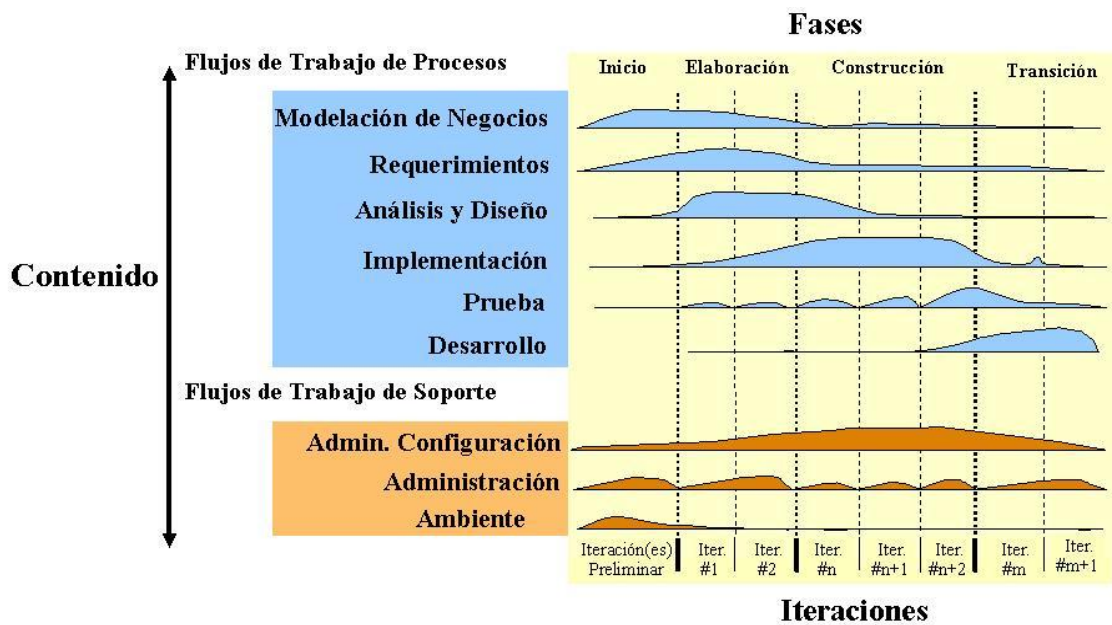 Fases
Flujos de Trabajo de Procesos
Inicio Elaboración Construcción Transición
Modelación de Negocios
Requerimientos
Análisis y Diseño
Implementación
Contenido
Prueba
Desarrollo
Flujos de Trabajo de Soporte
Admin. Configuración
Administración
Ambiente
Iteración(es) Iter. Iter. Iter. Iter. Iter. Iter. Iter.
Preliminar #1 #2 #n #n+1 #n+2 #m #m+1
Iteraciones